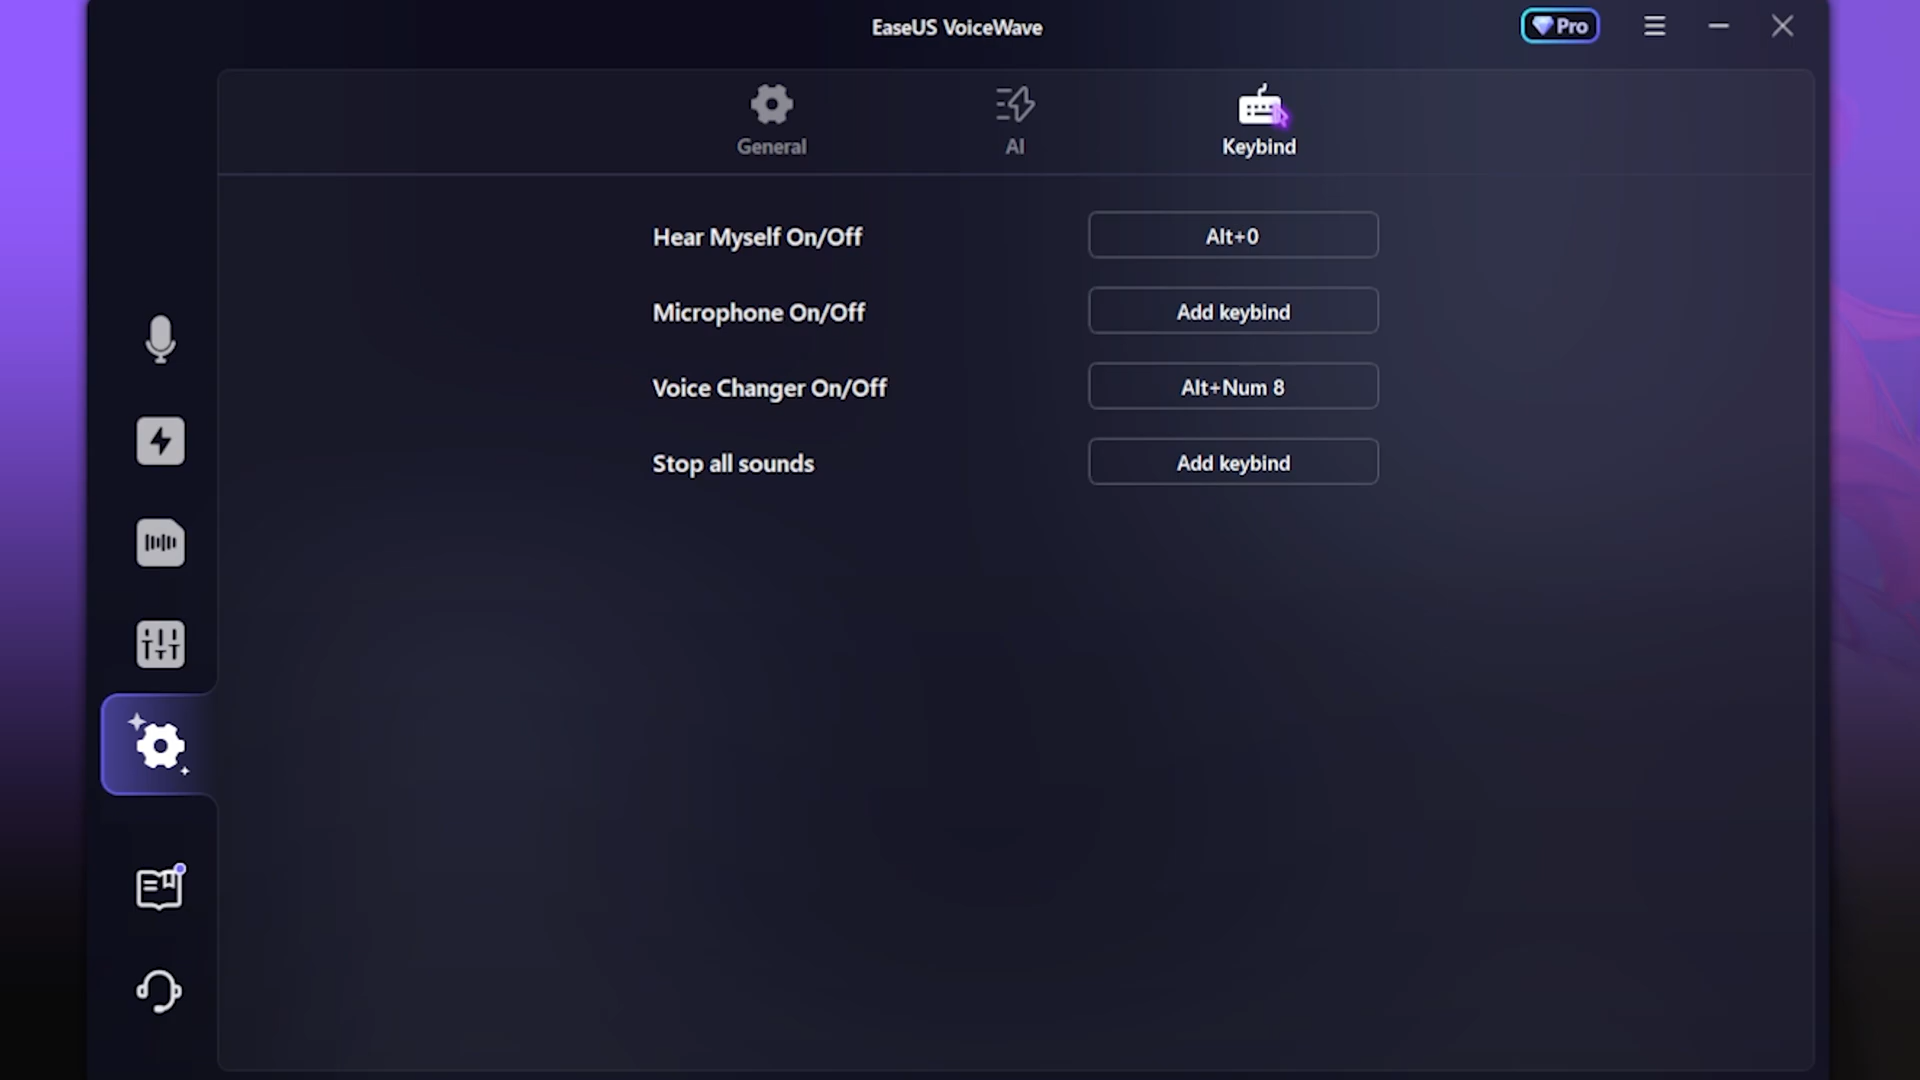 EaseUS VoiceWave
Pro
General
AI
Keybind
Hear Myself On/Off
Alt+0
Microphone On/Off
Add keybind
Voice Changer On/Off
Alt+Num 8
Stop all sounds
Add keybind